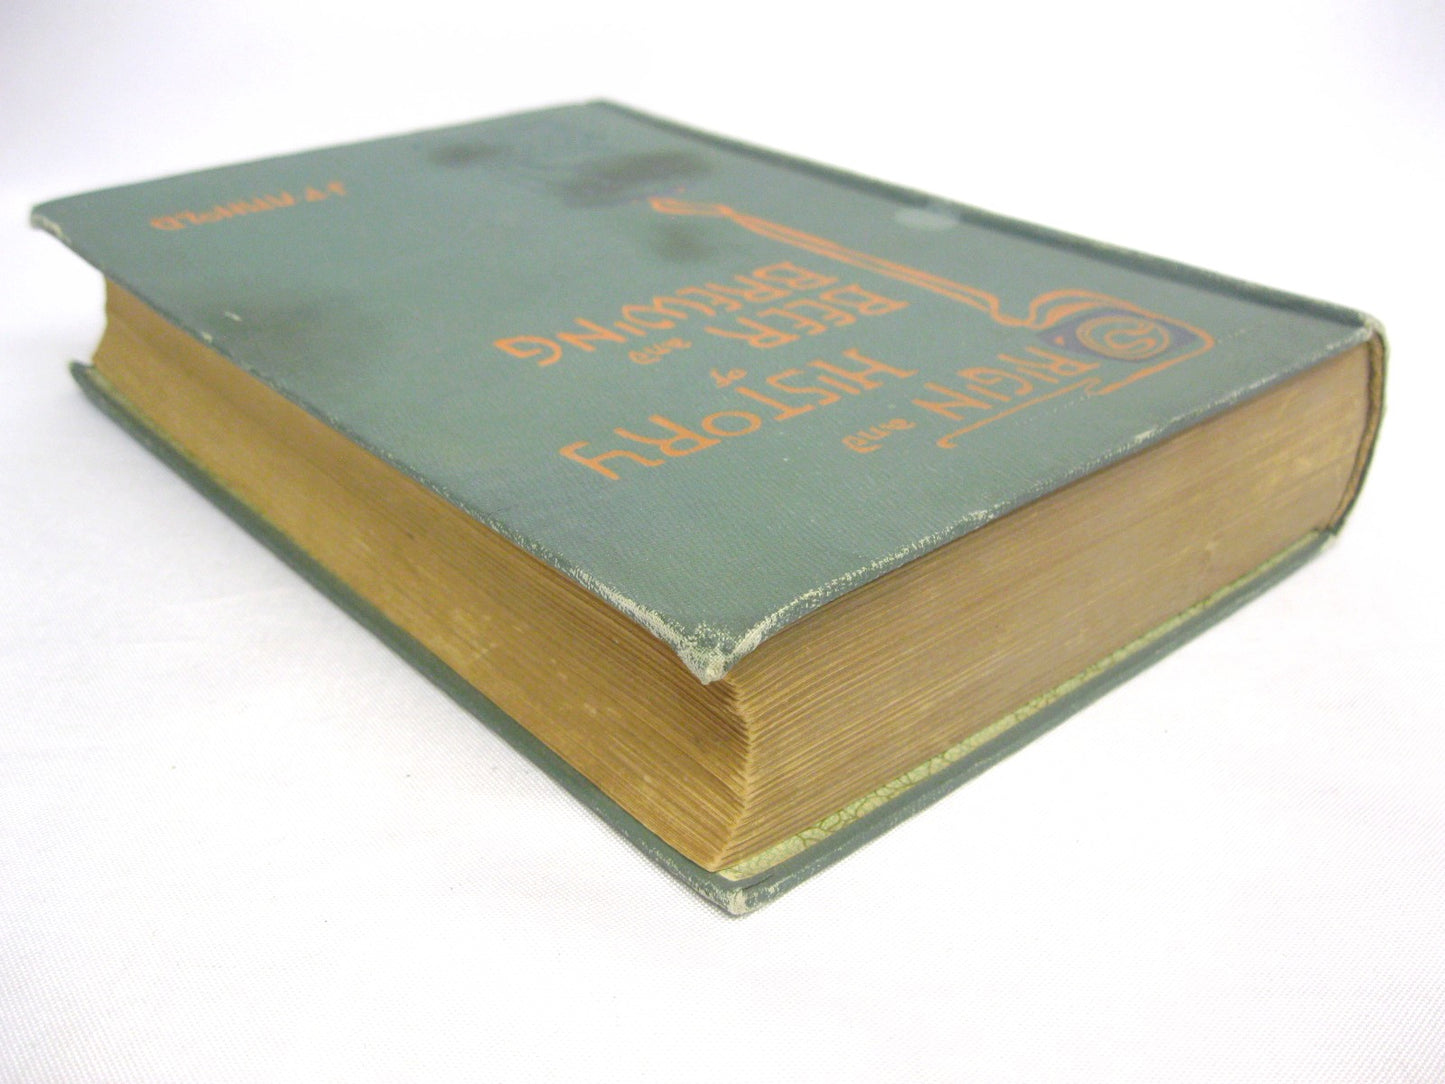 ORIGIN
and
HISTORY
of
BEER
and
BREWING
J·P·ARNOLD